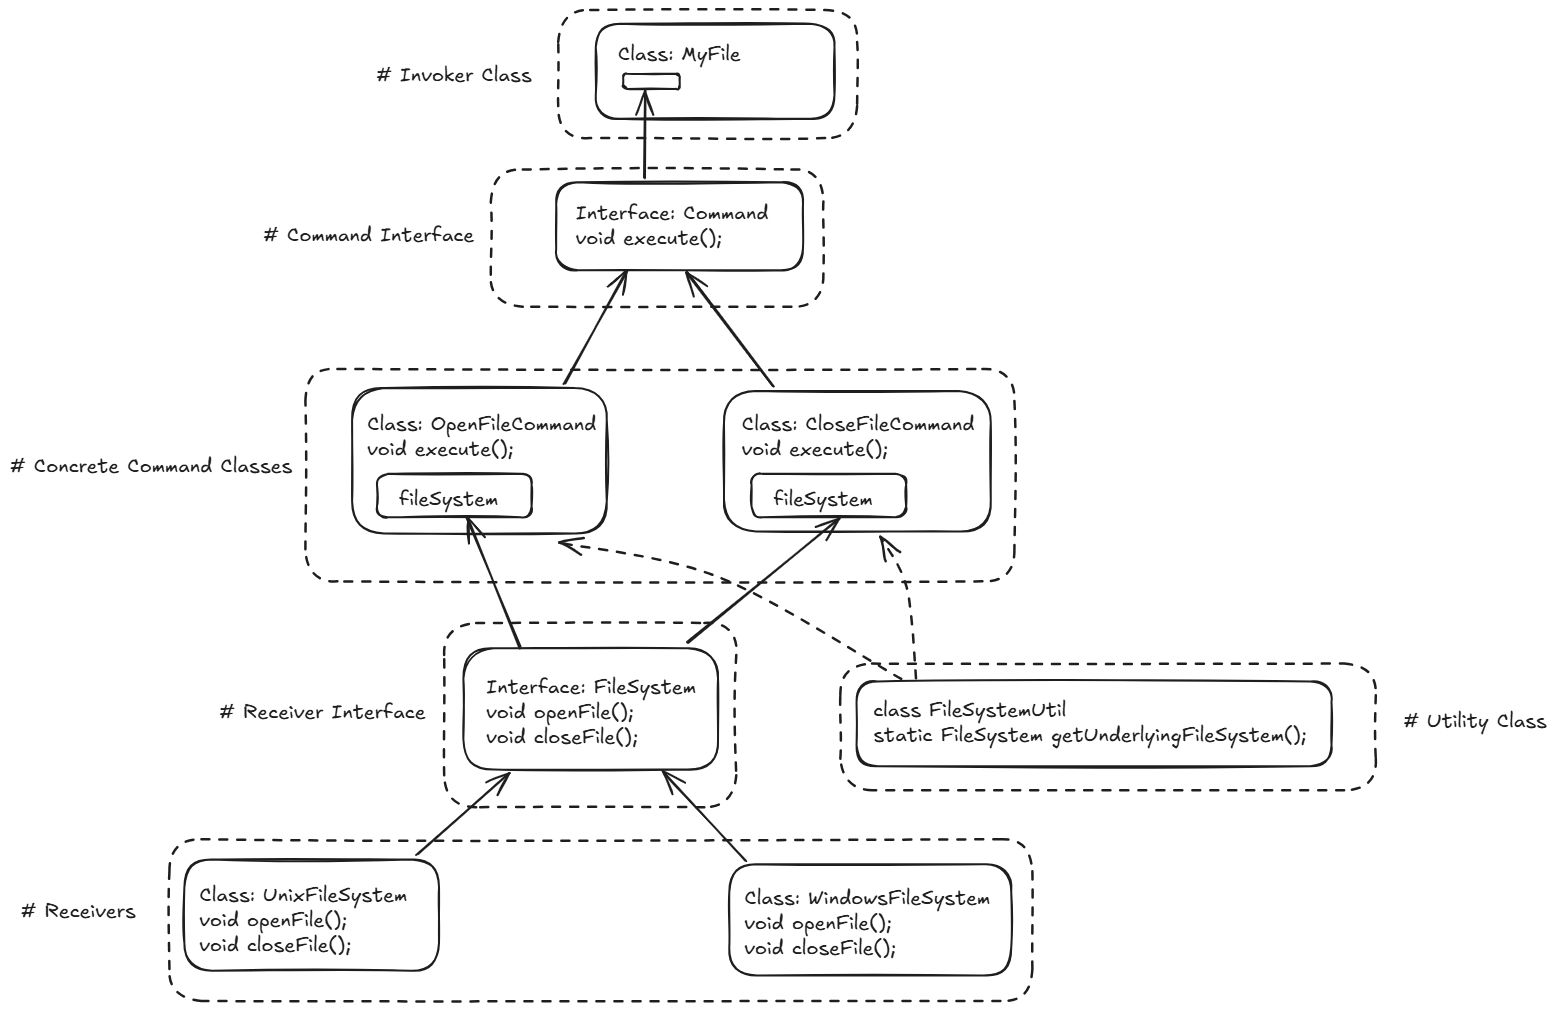 Class: MyFile
# Invoker Class
Interface: Command
void execute();
# Command Interface
Class: OpenFileCommand
void execute();
fileSystem
Class: CloseFileCommand
void execute();
fileSystem
# Concrete Command Classes
Interface: FileSystem
void openFile();
void closeFile();
# Receiver Interface
class FileSystemUtil
static FileSystem getUnderlyingFileSystem();
# Utility Class
Class: UnixFileSystem
void openFile();
void closeFile();
Class: WindowsFileSystem
void openFile();
void closeFile();
# Receivers